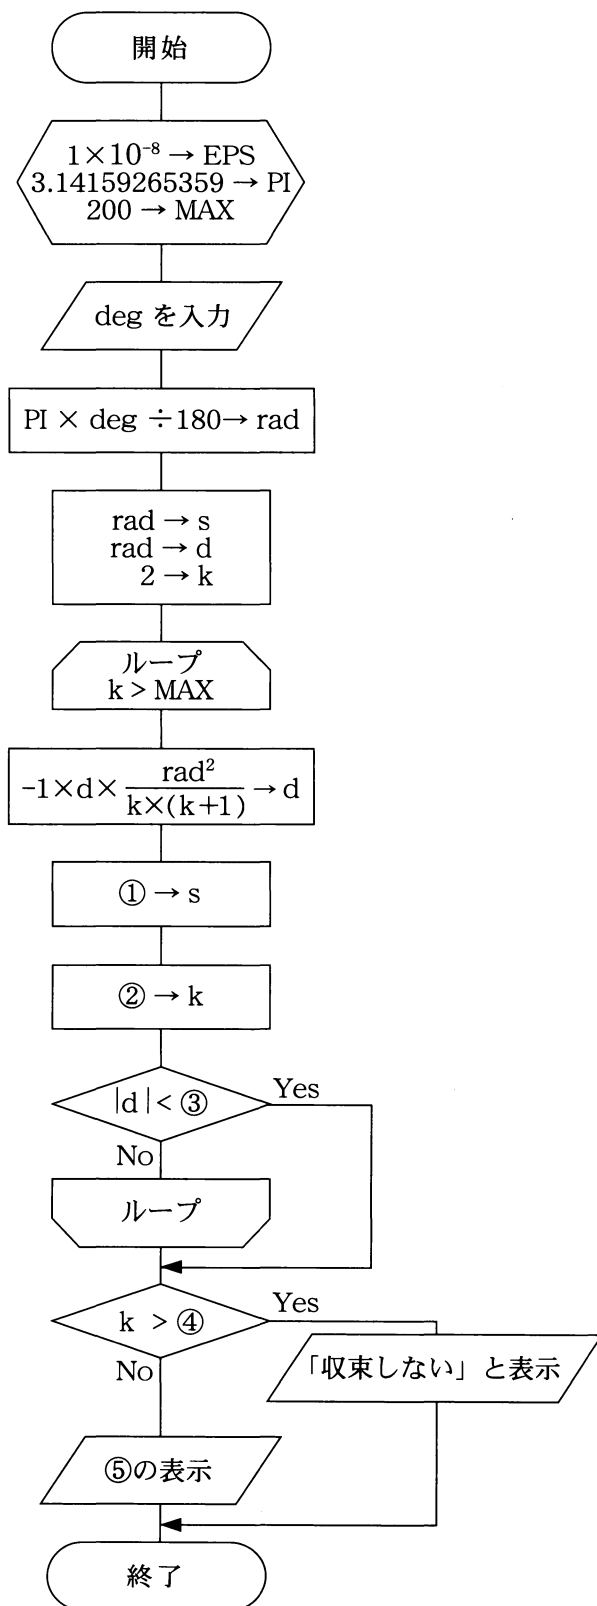 開始
1×10⁻⁸ → EPS
3.14159265359 → PI
200 → MAX
deg を入力
PI × deg ÷180→ rad
rad → s
rad → d
2 → k
ループ
k > MAX
-1×d× rad²/k×(k+1) → d
① → s
② → k
|d|< ③
Yes
No
ループ
k > ④
Yes
No
「収束しない」と表示
⑤の表示
終了